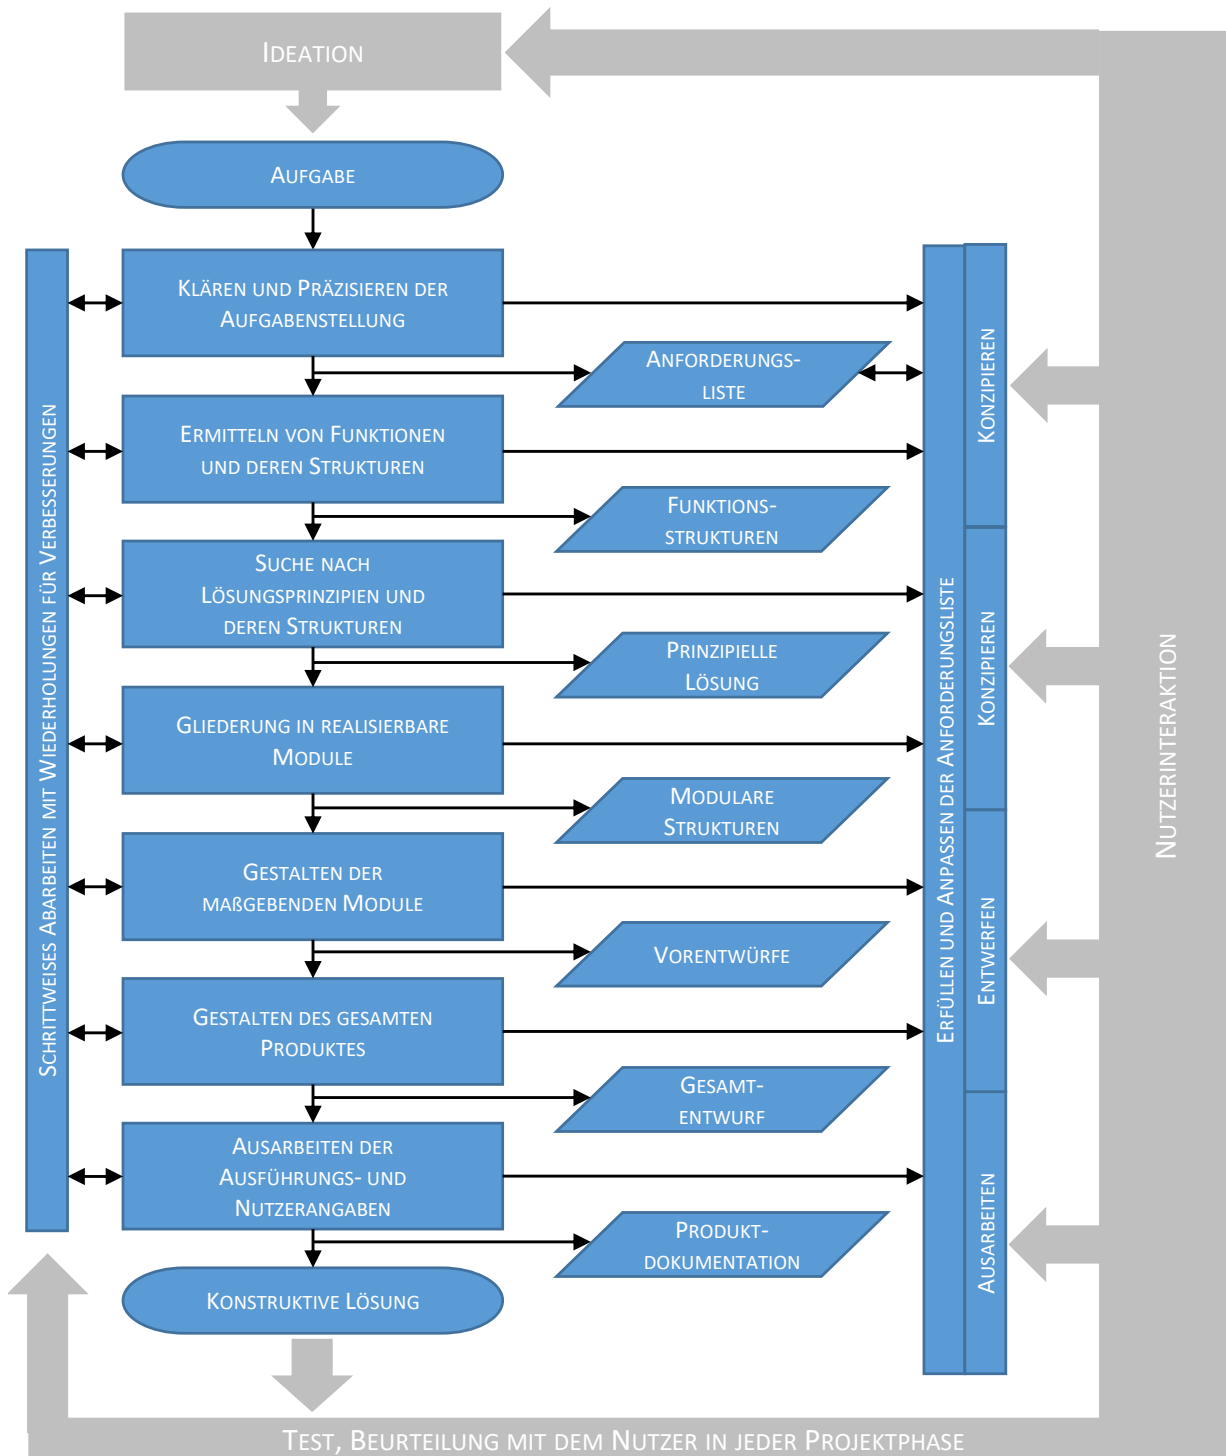 IDEATION
AUFGABE
KLÄREN UND PRÄZISIEREN DER
AUFGABENSTELLUNG
ANFORDERUNGS-
LISTE
ERMITTELN VON FUNKTIONEN
UND DEREN STRUKTUREN
FUNKTIONS-
STRUKTUREN
SUCHE NACH
LÖSUNGSPRINZIPIEN UND
DEREN STRUKTUREN
PRINZIPIELLE
LÖSUNG
GLIEDERUNG IN REALISIERBARE
MODULE
MODULARE
STRUKTUREN
GESTALTEN DER
MAßGEBENDEN MODULE
VORENTWÜRFE
GESTALTEN DES GESAMTEN
PRODUKTES
GESAMT-
ENTWURF
AUSARBEITEN DER
AUSFÜHRUNGS- UND
NUTZERANGABEN
PRODUKT-
DOKUMENTATION
KONSTRUKTIVE LÖSUNG
SCHRITTWEISES ABARBEITEN MIT WIEDERHOLUNGEN FÜR VERBESSERUNGEN
ERFÜLLEN UND ANPASSEN DER ANFORDERUNGSLISTE
KONZIPIEREN
KONZIPIEREN
ENTWERFEN
AUSARBEITEN
NUTZERINTERAKTION
TEST, BEURTEILUNG MIT DEM NUTZER IN JEDER PROJEKTPHASE